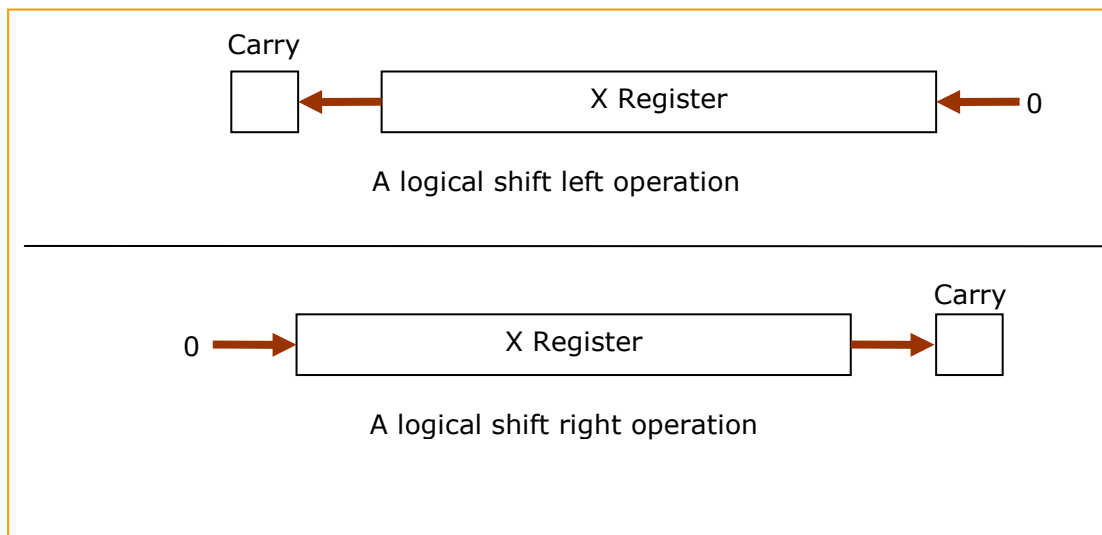 Carry
X Register 0
A logical shift left operation
Carry
0 X Register
A logical shift right operation